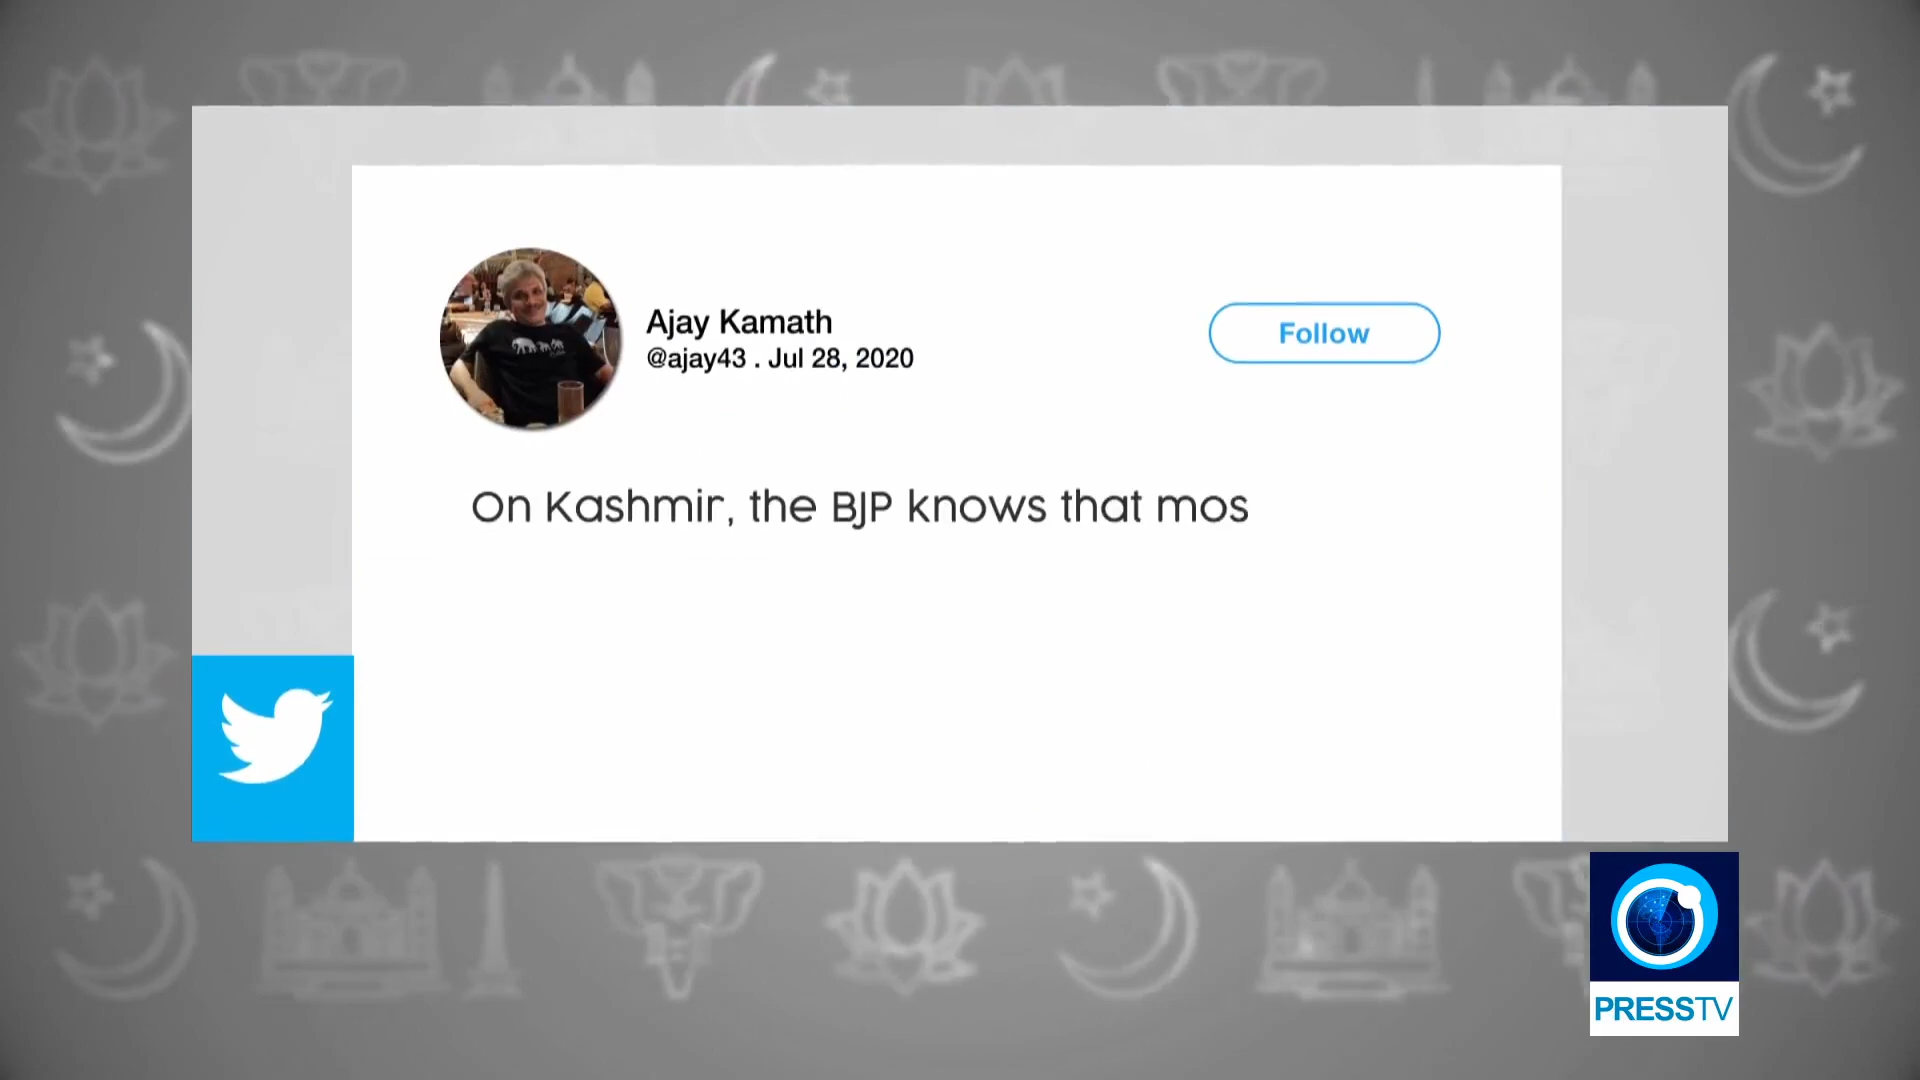 Ajay Kamath
@ajay43 . Jul 28, 2020
Follow
On Kashmir, the BJP knows that mos
PRESSTV